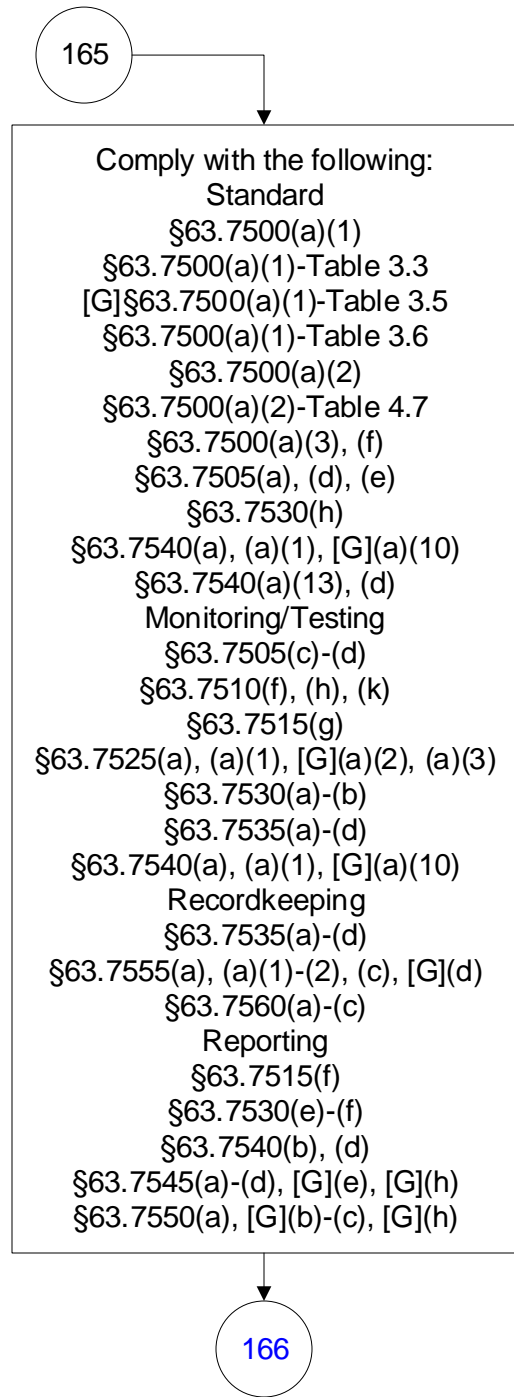 165
Comply with the following:
Standard
§63.7500(a)(1)
§63.7500(a)(1)-Table 3.3
[G]§63.7500(a)(1)-Table 3.5
§63.7500(a)(1)-Table 3.6
§63.7500(a)(2)
§63.7500(a)(2)-Table 4.7
§63.7500(a)(3), (f)
§63.7505(a), (d), (e)
§63.7530(h)
§63.7540(a), (a)(1), [G](a)(10)
§63.7540(a)(13), (d)
Monitoring/Testing
§63.7505(c)-(d)
§63.7510(f), (h), (k)
§63.7515(g)
§63.7525(a), (a)(1), [G](a)(2), (a)(3)
§63.7530(a)-(b)
§63.7535(a)-(d)
§63.7540(a), (a)(1), [G](a)(10)
Recordkeeping
§63.7535(a)-(d)
§63.7555(a), (a)(1)-(2), (c), [G](d)
§63.7560(a)-(c)
Reporting
§63.7515(f)
§63.7530(e)-(f)
§63.7540(b), (d)
§63.7545(a)-(d), [G](e), [G](h)
§63.7550(a), [G](b)-(c), [G](h)
166